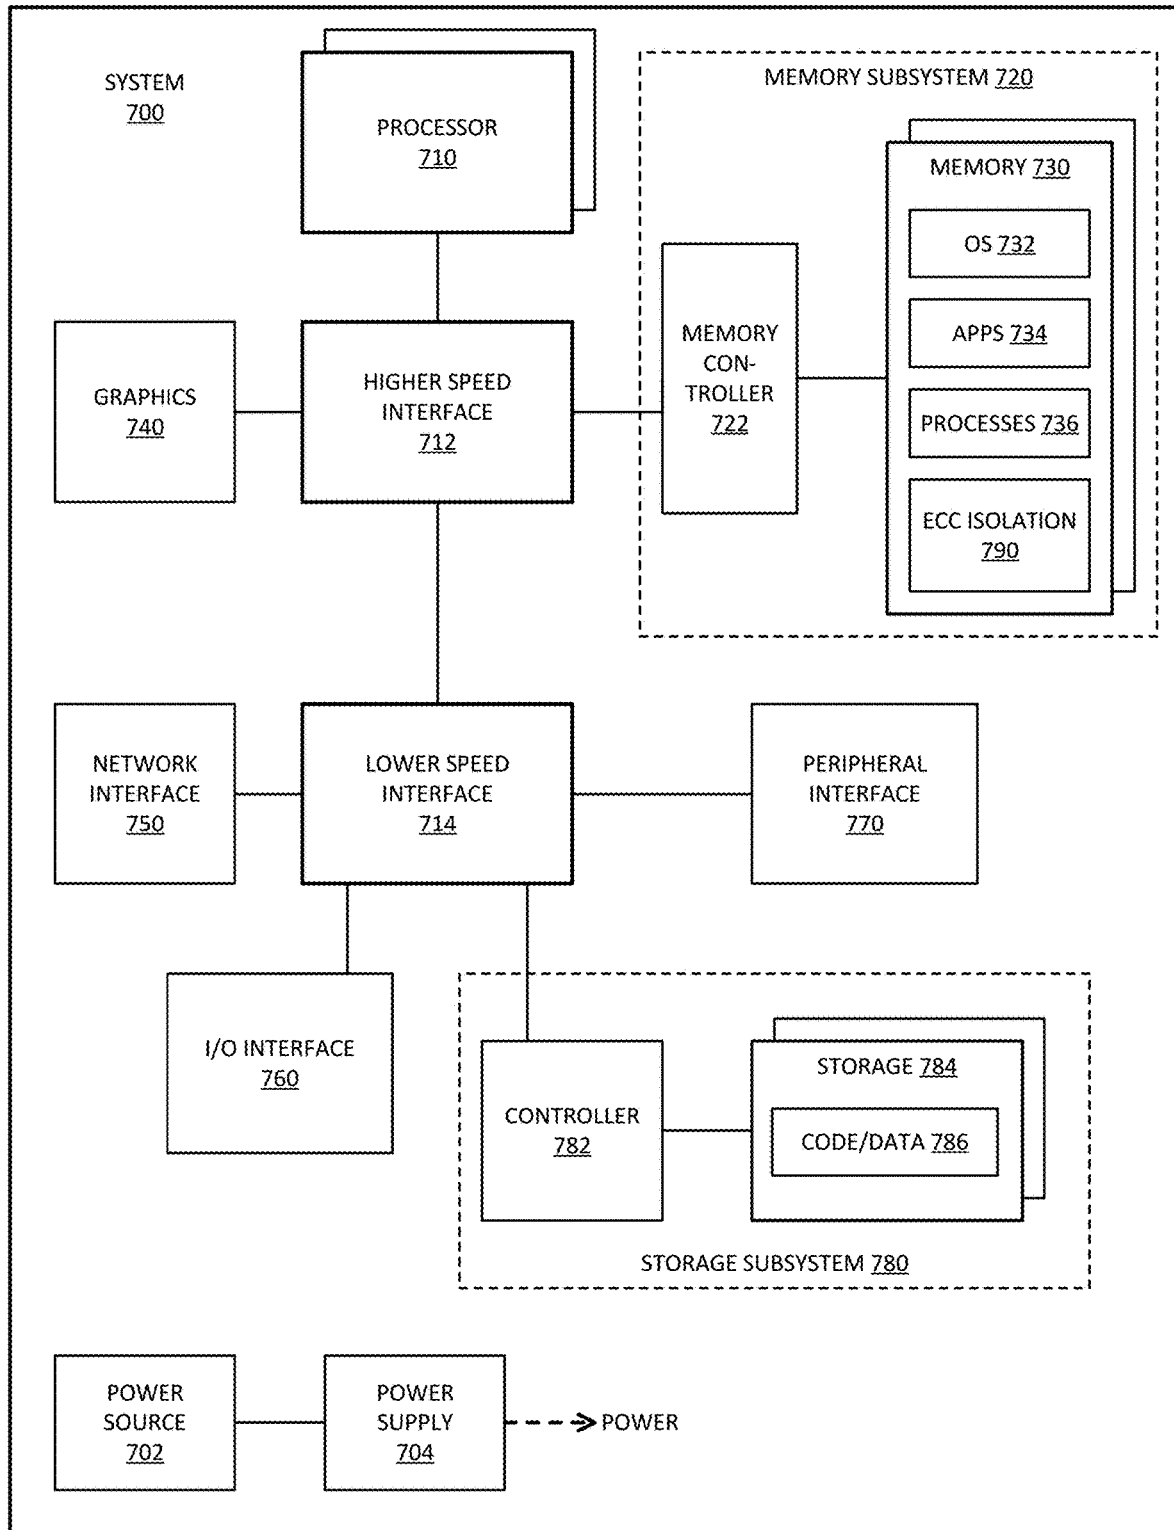 SYSTEM
700
PROCESSOR
710
MEMORY SUBSYSTEM 720
MEMORY 730
OS 732
APPS 734
PROCESSES 736
ECC ISOLATION
790
MEMORY
CON-
TROLLER
722
GRAPHICS
740
HIGHER SPEED
INTERFACE
712
NETWORK
INTERFACE
750
LOWER SPEED
INTERFACE
714
PERIPHERAL
INTERFACE
770
I/O INTERFACE
760
CONTROLLER
782
STORAGE 784
CODE/DATA 786
STORAGE SUBSYSTEM 780
POWER
SOURCE
702
POWER
SUPPLY
704
POWER